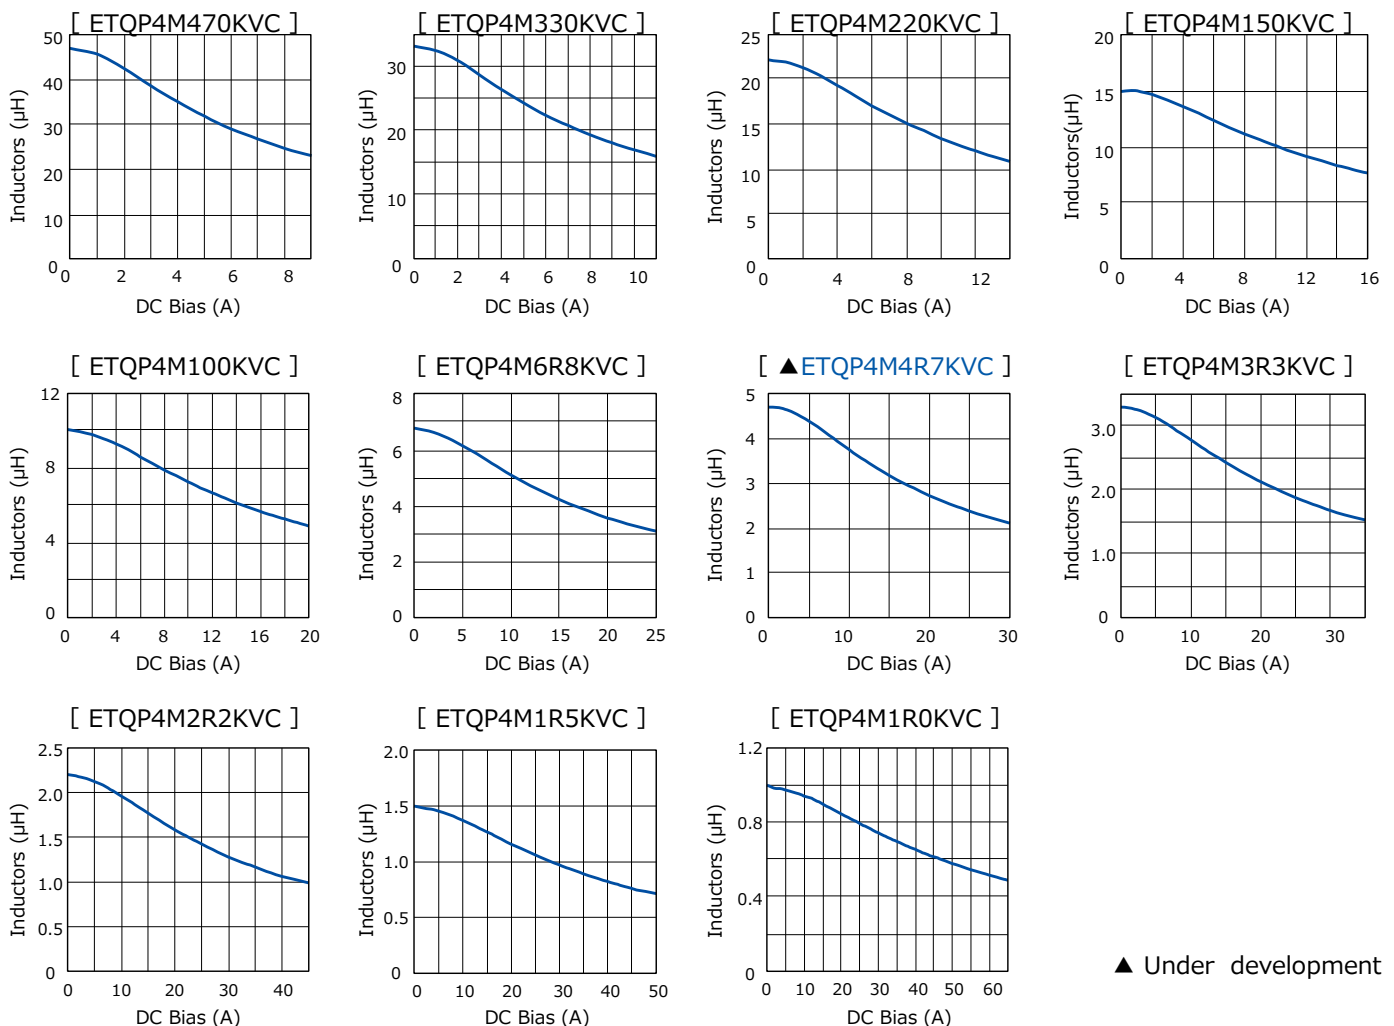 [ ETQP4M470KVC ]
50
40
30
20
10
0
Inductors (μH)
0 2 4 6 8
DC Bias (A)
[ ETQP4M330KVC ]
30
20
10
0
Inductors (μH)
0 2 4 6 8 10
DC Bias (A)
[ ETQP4M220KVC ]
25
20
15
10
5
0
Inductors (μH)
0 4 8 12
DC Bias (A)
[ ETQP4M150KVC ]
20
15
10
5
0
Inductors(μH)
0 4 8 12 16
DC Bias (A)
[ ETQP4M100KVC ]
12
8
4
0
Inductors (μH)
0 4 8 12 16 20
DC Bias (A)
[ ETQP4M6R8KVC ]
8
6
4
2
0
Inductors (μH)
0 5 10 15 20 25
DC Bias (A)
[ ▲ETQP4M4R7KVC ]
5
4
3
2
1
0
Inductors (μH)
0 10 20 30
DC Bias (A)
[ ETQP4M3R3KVC ]
3.0
2.0
1.0
0
Inductors (μH)
0 10 20 30
DC Bias (A)
[ ETQP4M2R2KVC ]
2.5
2.0
1.5
1.0
0.5
0
Inductors (μH)
0 10 20 30 40
DC Bias (A)
[ ETQP4M1R5KVC ]
2.0
1.5
1.0
0.5
0
Inductors (μH)
0 10 20 30 40 50
DC Bias (A)
[ ETQP4M1R0KVC ]
1.2
0.8
0.4
0
Inductors (μH)
0 10 20 30 40 50 60
DC Bias (A)
▲ Under development